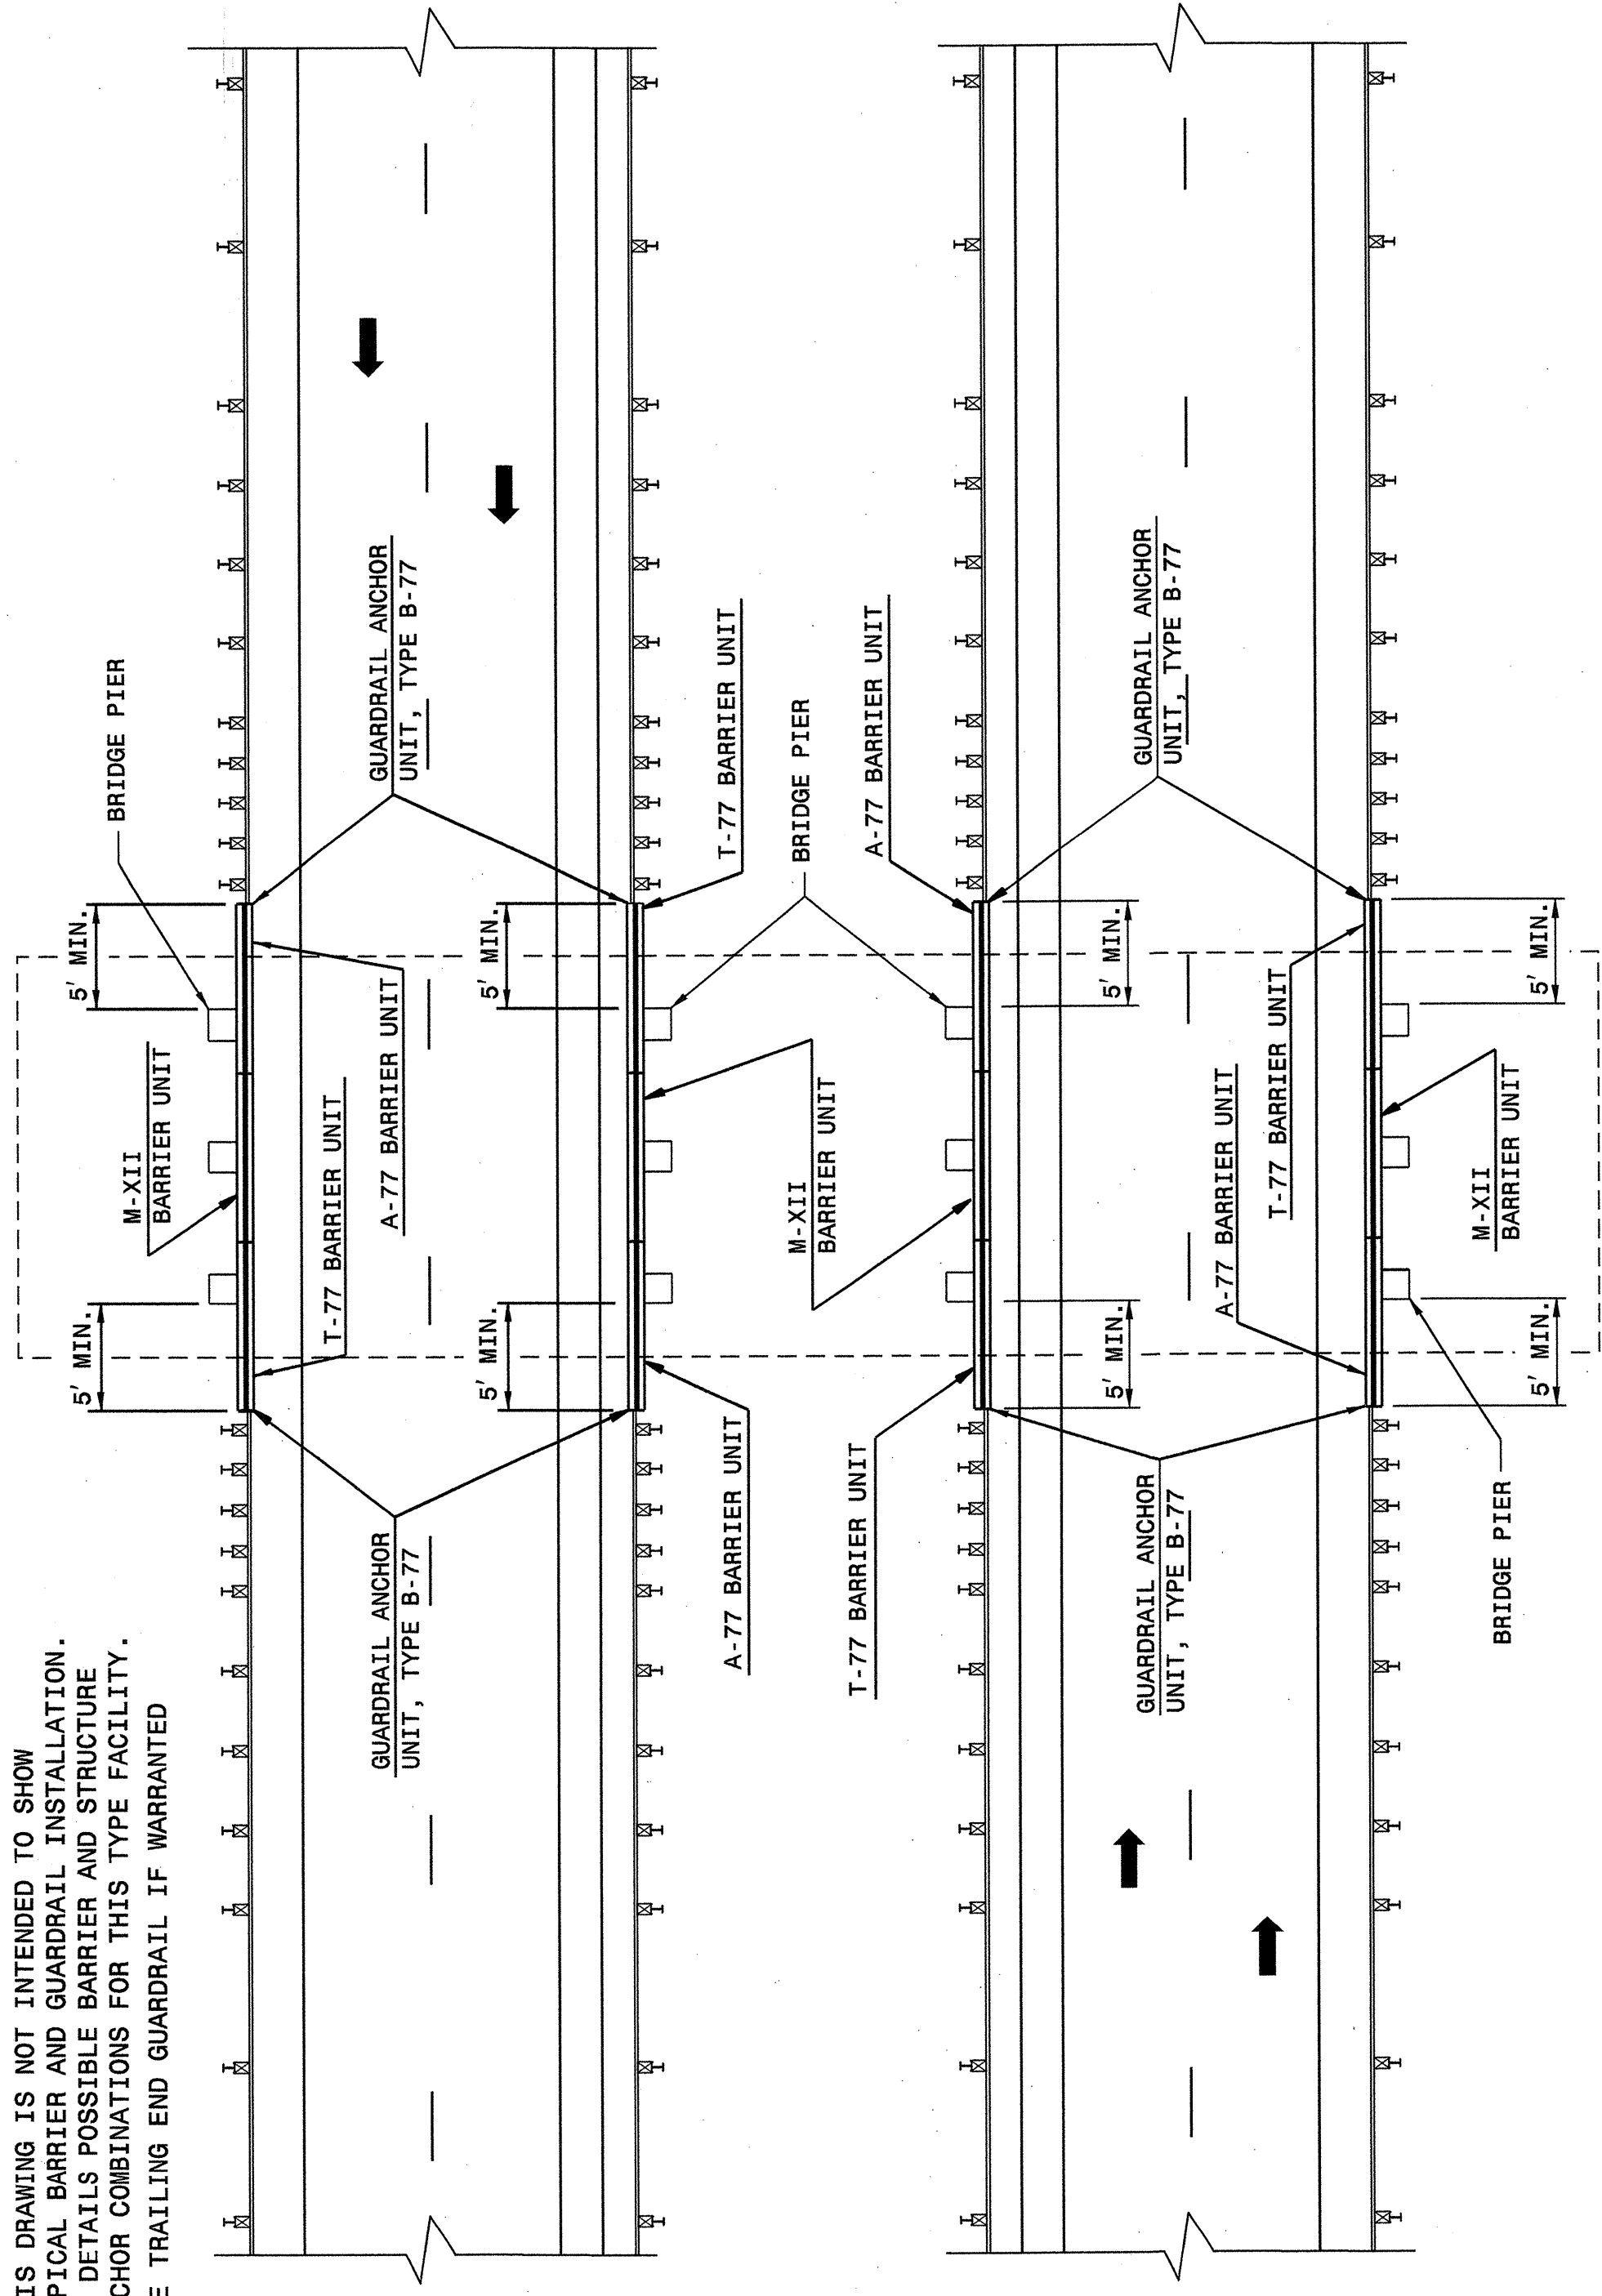 IS DRAWING IS NOT INTENDED TO SHOW
PICAL BARRIER AND GUARDRAIL INSTALLATION.
DETAILS POSSIBLE BARRIER AND STRUCTURE
CHOR COMBINATIONS FOR THIS TYPE FACILITY.
E TRAILING END GUARDRAIL IF WARRANTED
5' MIN.
5' MIN.
BRIDGE PIER
M-XII
BARRIER UNIT
T-77 BARRIER UNIT
A-77 BARRIER UNIT
GUARDRAIL ANCHOR
UNIT, TYPE B-77
GUARDRAIL ANCHOR
UNIT, TYPE B-77
5' MIN.
5' MIN.
A-77 BARRIER UNIT
T-77 BARRIER UNIT
M-XII
BARRIER UNIT
BRIDGE PIER
T-77 BARRIER UNIT
A-77 BARRIER UNIT
5' MIN.
5' MIN.
GUARDRAIL ANCHOR
UNIT, TYPE B-77
GUARDRAIL ANCHOR
UNIT, TYPE B-77
A-77 BARRIER UNIT
T-77 BARRIER UNIT
M-XII
BARRIER UNIT
BRIDGE PIER
5' MIN.
5' MIN.